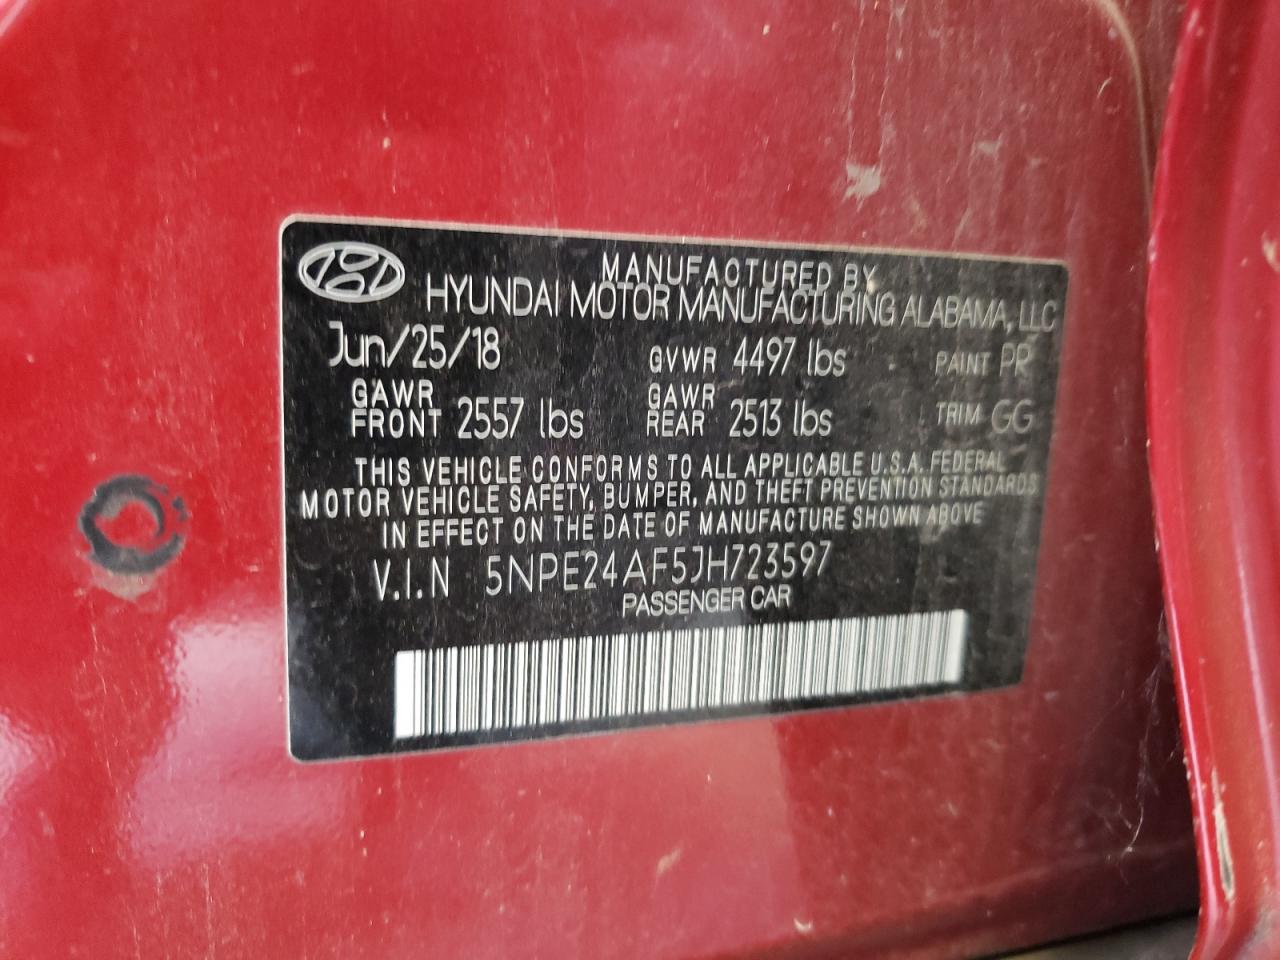 MANUFACTURED BY
HYUNDAI MOTOR MANUFACTURING ALABAMA, LLC
Jun/25/18 GVWR 4497 lbs PAINT PR
GAWR FRONT 2557 lbs GAWR REAR 2513 lbs TRIM GG
THIS VEHICLE CONFORMS TO ALL APPLICABLE U.S.A. FEDERAL
MOTOR VEHICLE SAFETY, BUMPER, AND THEFT PREVENTION STANDARDS
IN EFFECT ON THE DATE OF MANUFACTURE SHOWN ABOVE
V.I.N 5NPE24AF5JH723597
PASSENGER CAR